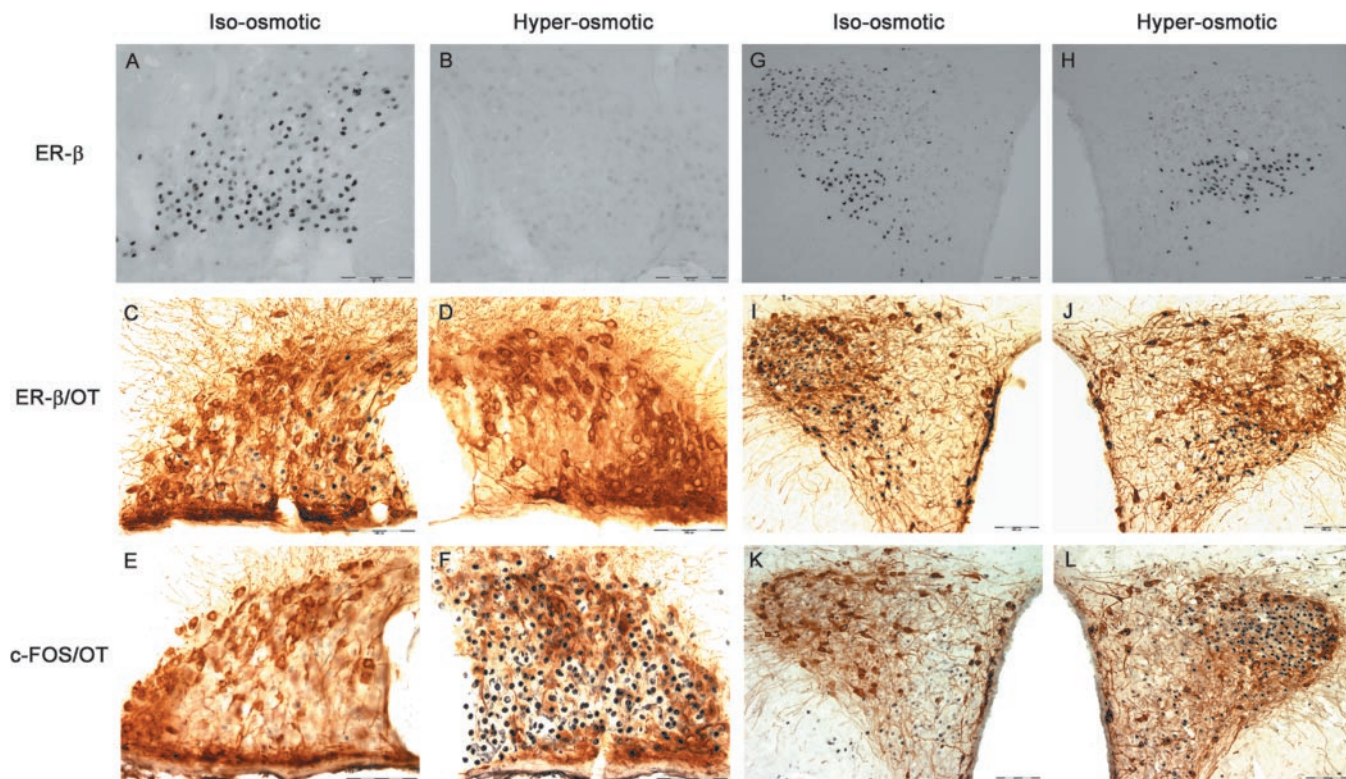 Iso-osmotic Hyper-osmotic Iso-osmotic Hyper-osmotic
ER-β
A B G H
ER-β/OT
C D I J
c-FOS/OT
E F K L